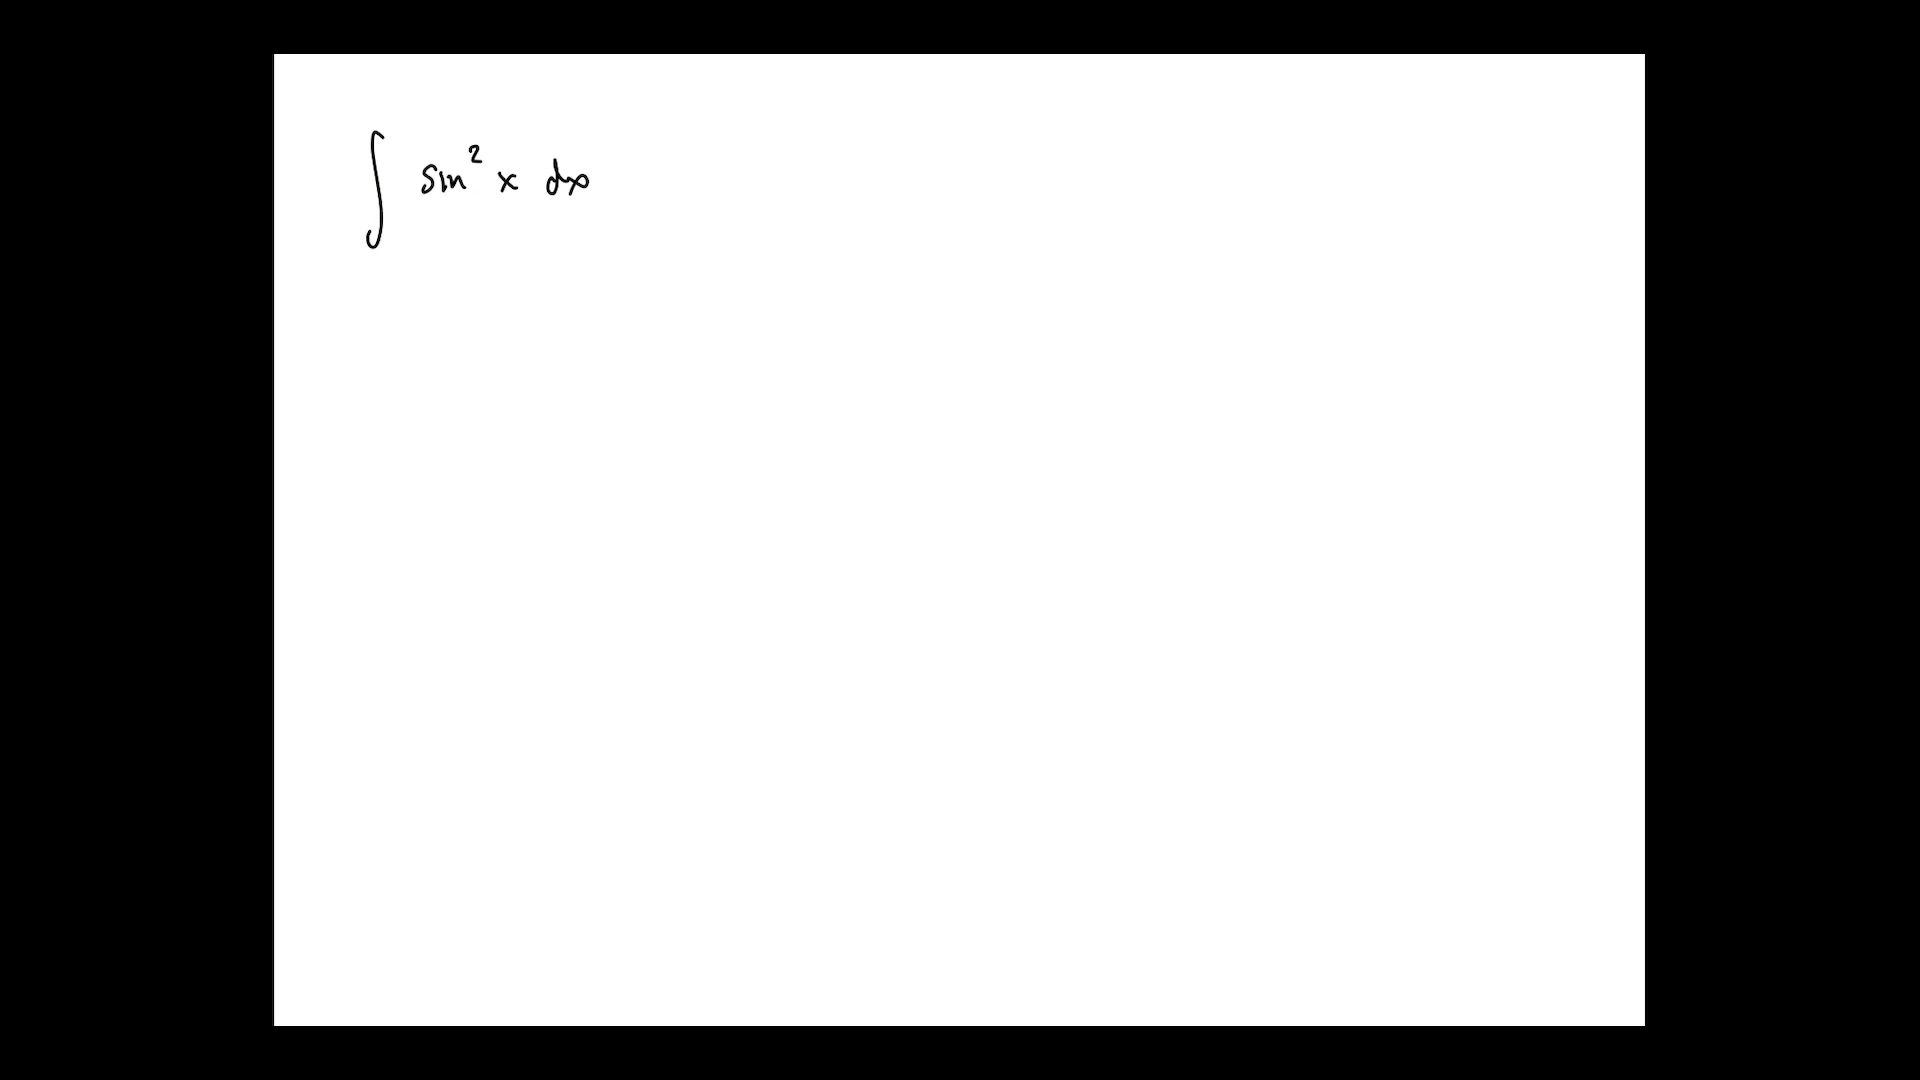 ∫ sin² x dx